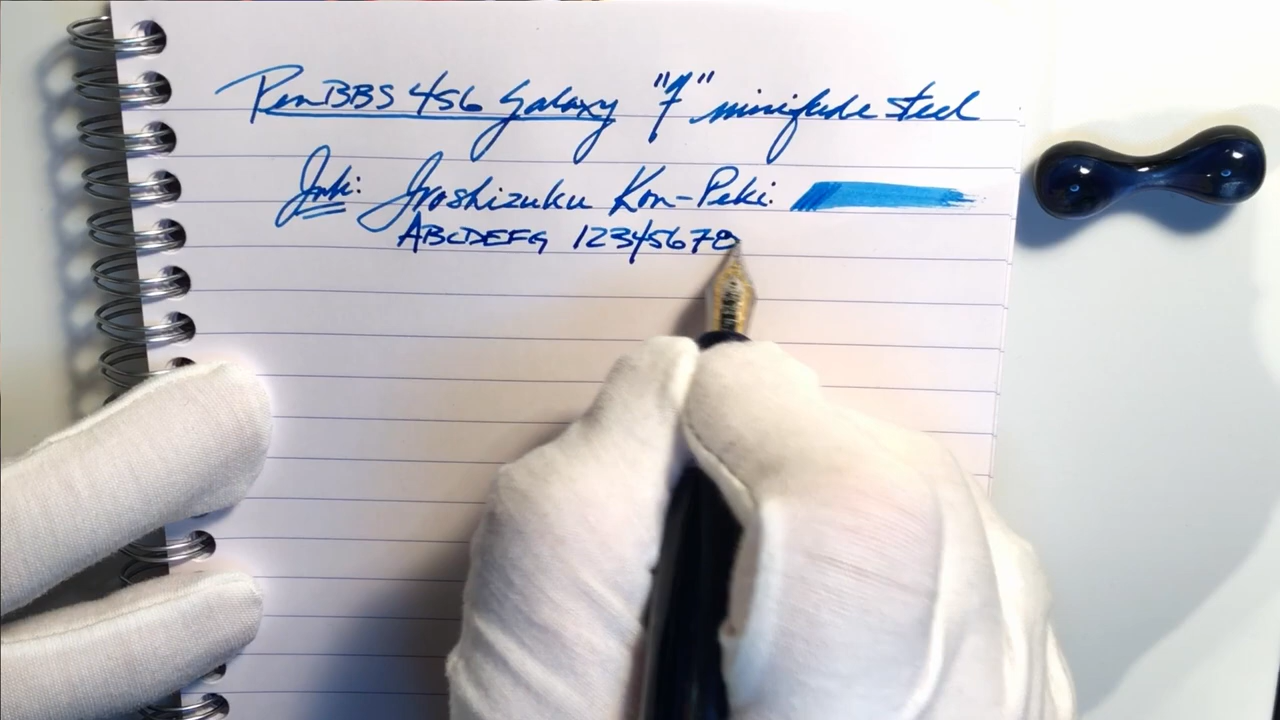 PenBBS 456 Galaxy "f" minifude steel
Ink: Iroshizuku Kon-Peki:
ABCDEFG 12345678